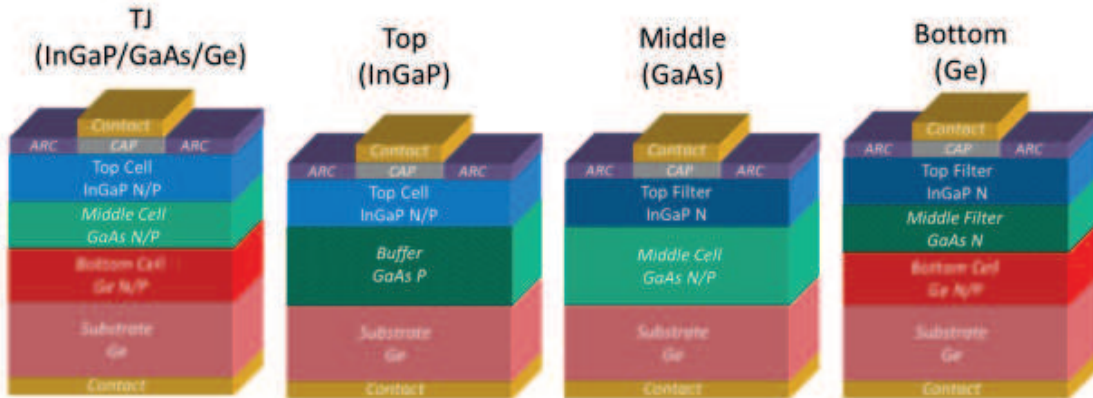 TJ
(InGaP/GaAs/Ge)
Contact
ARC CAP ARC
Top Cell
InGaP N/P
Middle Cell
GaAs N/P
Bottom Cell
Ge N/P
Substrate
Ge
Contact
Top
(InGaP)
Contact
ARC CAP ARC
Top Cell
InGaP N/P
Buffer
GaAs P
Substrate
Ge
Contact
Middle
(GaAs)
Contact
ARC CAP ARC
Top Filter
InGaP N
Middle Cell
GaAs N/P
Substrate
Ge
Contact
Bottom
(Ge)
Contact
ARC CAP ARC
Top Filter
InGaP N
Middle Filter
GaAs N
Bottom Cell
Ge N/P
Substrate
Ge
Contact